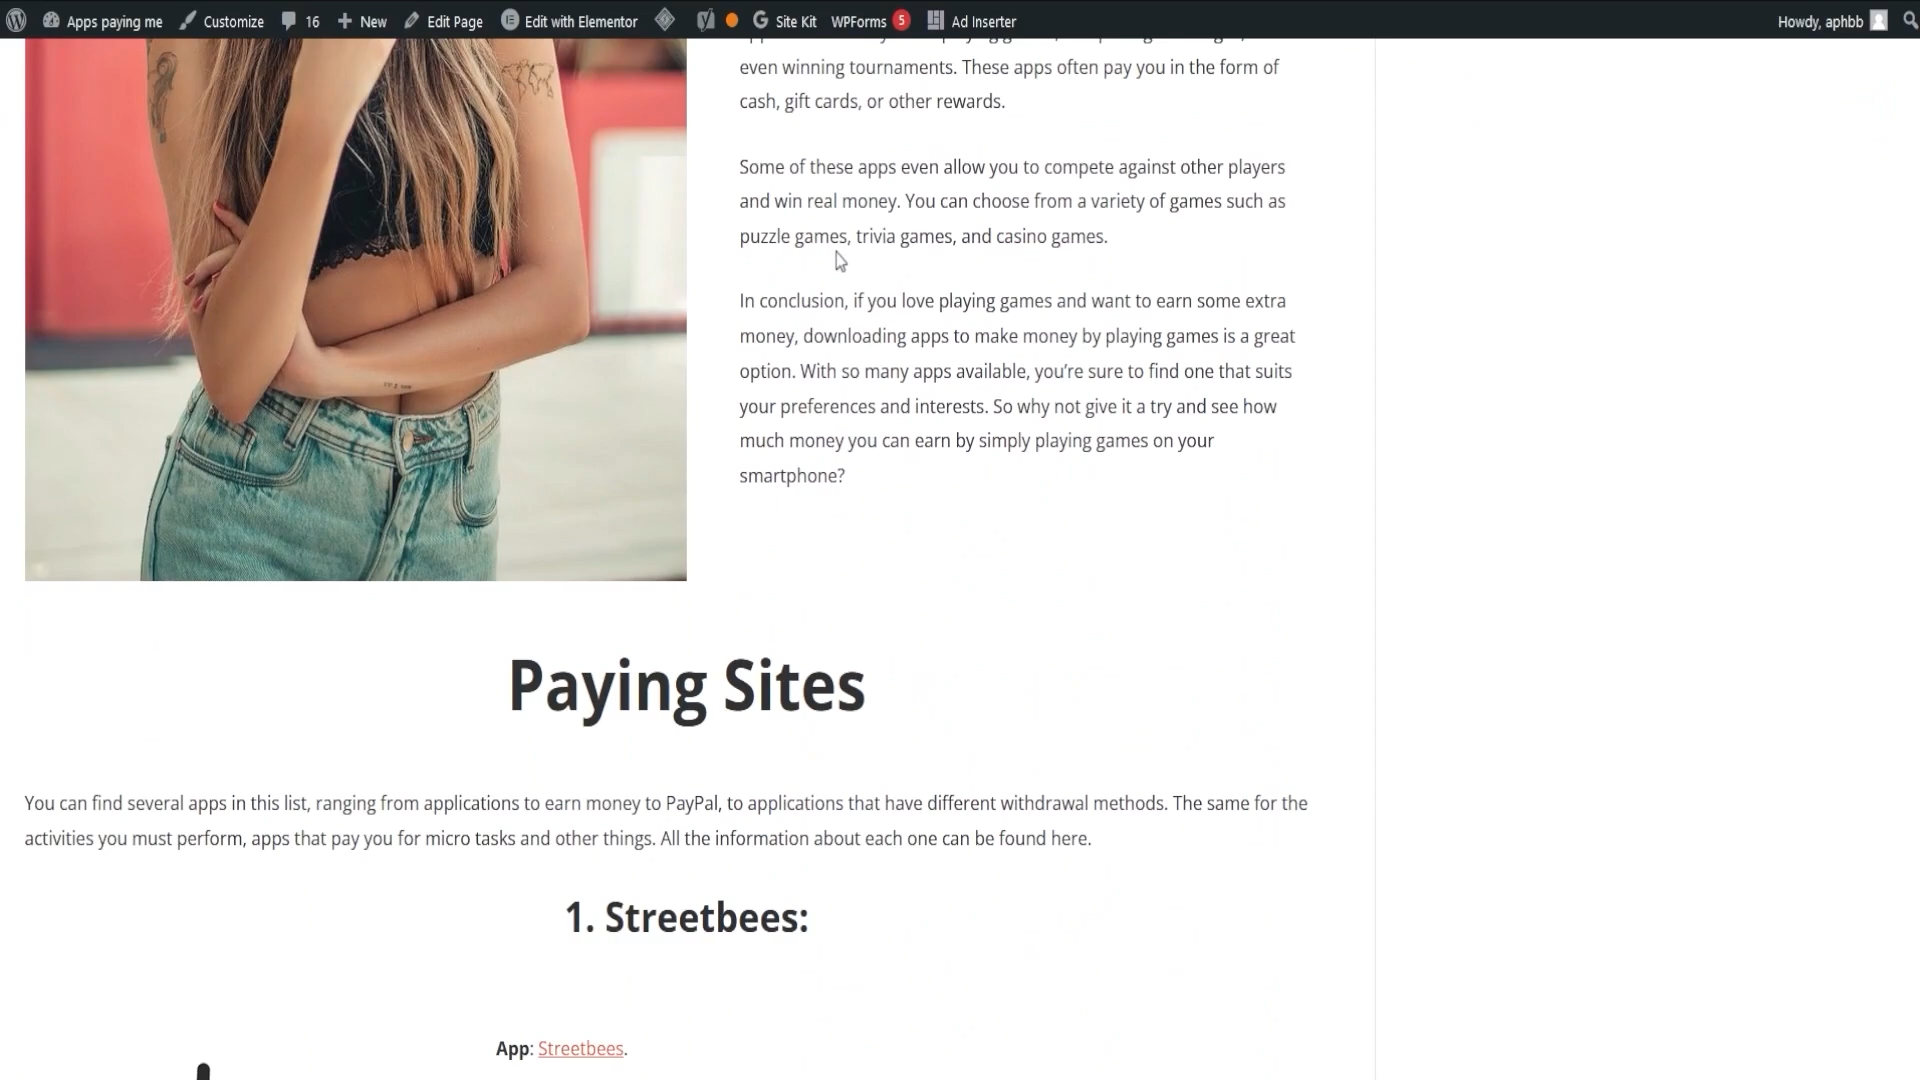 Apps paying me Customize 16 New Edit Page Edit with Elementor Site Kit WPForms 5 Ad Inserter Howdy, aphbb
even winning tournaments. These apps often pay you in the form of
cash, gift cards, or other rewards.
Some of these apps even allow you to compete against other players
and win real money. You can choose from a variety of games such as
puzzle games, trivia games, and casino games.
In conclusion, if you love playing games and want to earn some extra
money, downloading apps to make money by playing games is a great
option. With so many apps available, you’re sure to find one that suits
your preferences and interests. So why not give it a try and see how
much money you can earn by simply playing games on your
smartphone?
Paying Sites
You can find several apps in this list, ranging from applications to earn money to PayPal, to applications that have different withdrawal methods. The same for the
activities you must perform, apps that pay you for micro tasks and other things. All the information about each one can be found here.
1. Streetbees:
App: Streetbees.